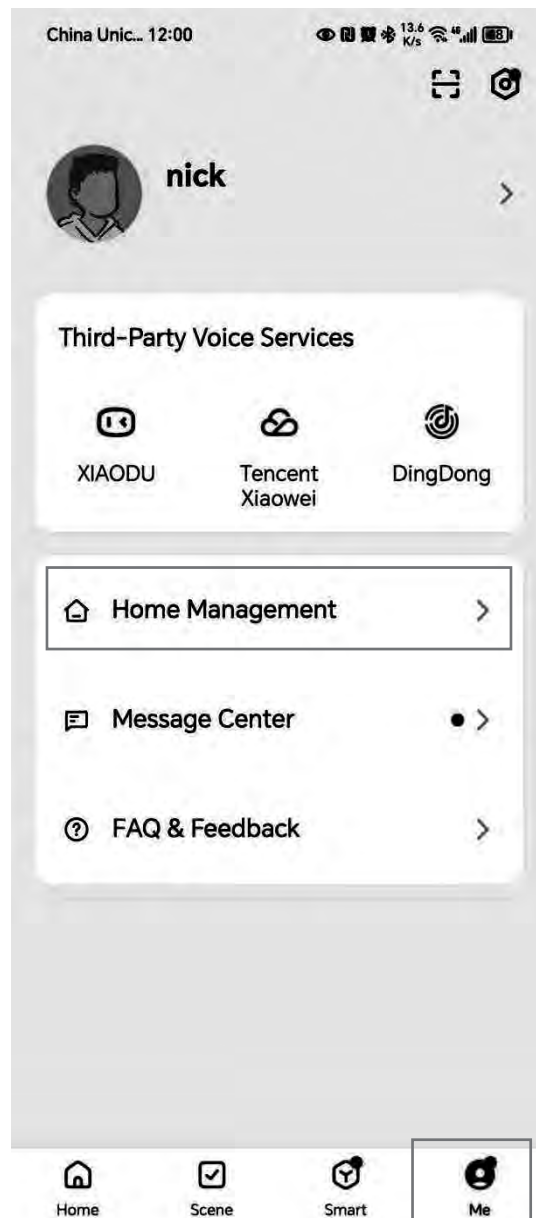 China Unic... 12:00
13.6
K/s
nick
Third-Party Voice Services
XIAODU
Tencent
Xiaowei
DingDong
Home Management
Message Center
FAQ & Feedback
Home
Scene
Smart
Me